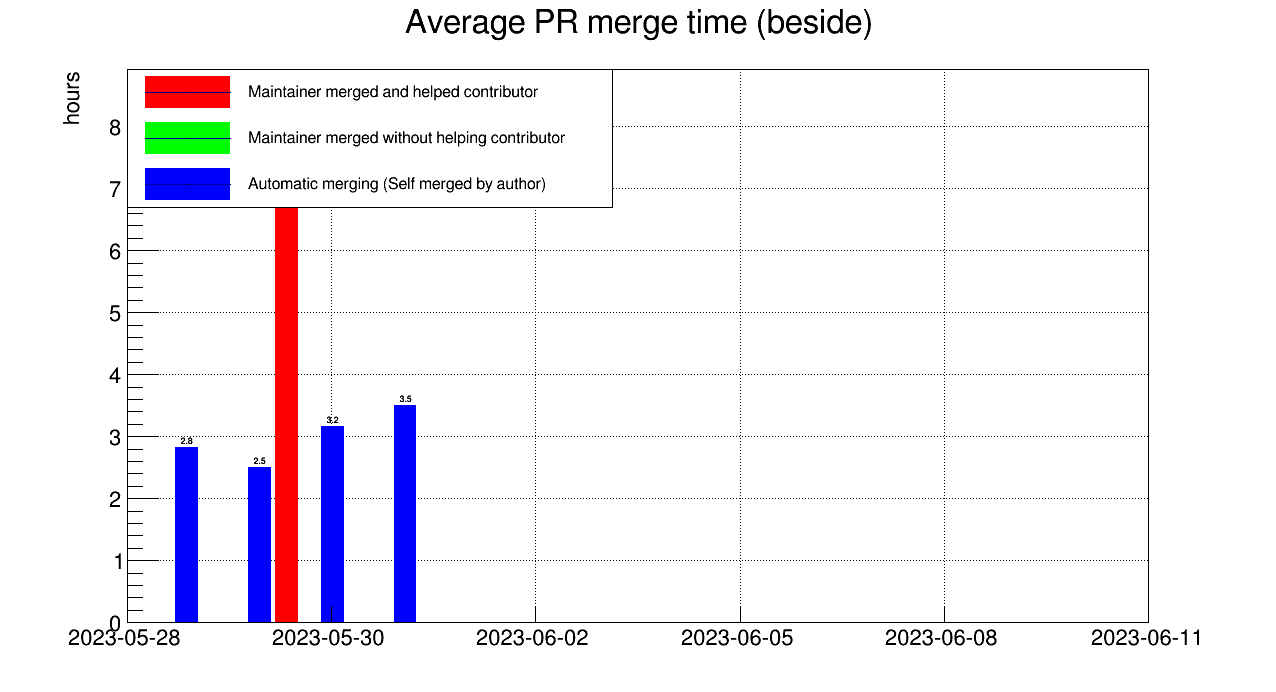 Average PR merge time (beside)
hours
Maintainer merged and helped contributor
Maintainer merged without helping contributor
Automatic merging (Self merged by author)
8
7
6
5
4
3
2
1
0
2.8
2.5
3.2
3.5
2023-05-28 2023-05-30 2023-06-02 2023-06-05 2023-06-08 2023-06-11